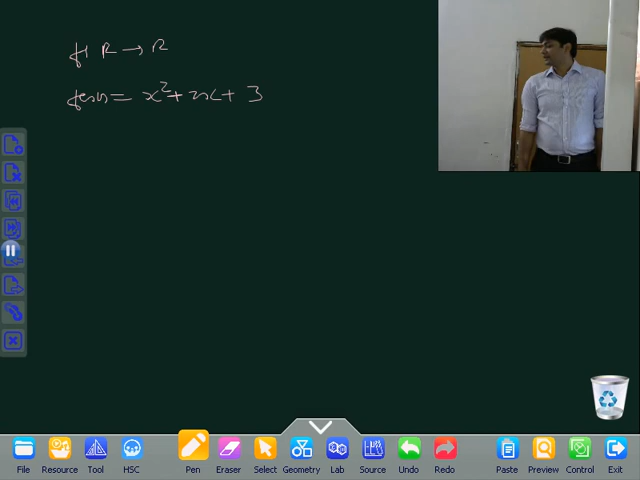 f: R → R
f(x) = x² + 2x + 3
File Resource Tool HSC Pen Eraser Select Geometry Lab Source Undo Redo Paste Preview Control Exit